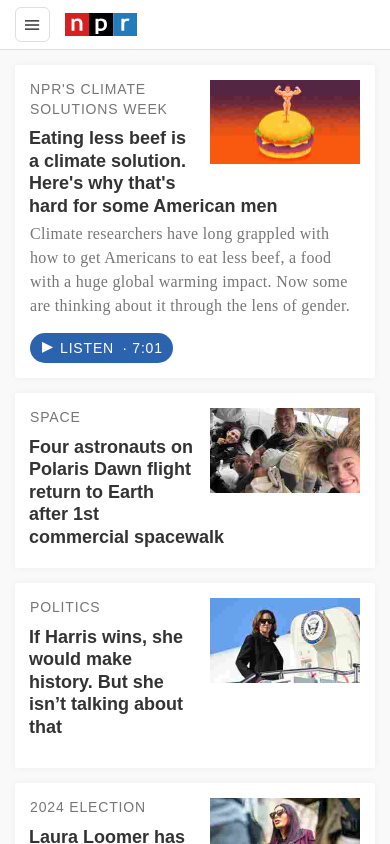 npr
NPR'S CLIMATE
SOLUTIONS WEEK
Eating less beef is
a climate solution.
Here's why that's
hard for some American men
Climate researchers have long grappled with
how to get Americans to eat less beef, a food
with a huge global warming impact. Now some
are thinking about it through the lens of gender.
LISTEN · 7:01
SPACE
Four astronauts on
Polaris Dawn flight
return to Earth
after 1st
commercial spacewalk
POLITICS
If Harris wins, she
would make
history. But she
isn’t talking about
that
2024 ELECTION
Laura Loomer has